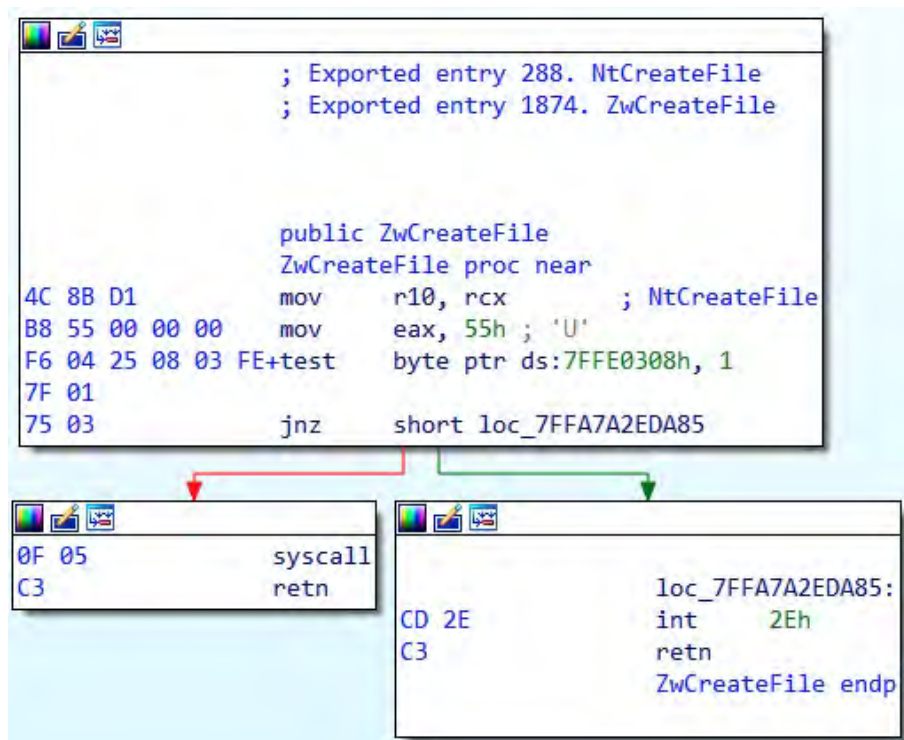 ; Exported entry 288. NtCreateFile
; Exported entry 1874. ZwCreateFile
public ZwCreateFile
ZwCreateFile proc near
4C 8B D1 mov r10, rcx ; NtCreateFile
B8 55 00 00 00 mov eax, 55h ; 'U'
F6 04 25 08 03 FE+test byte ptr ds:7FFE0308h, 1
7F 01
75 03 jnz short loc_7FFA7A2EDA85
0F 05 syscall
C3 retn
loc_7FFA7A2EDA85:
CD 2E int 2Eh
C3 retn
ZwCreateFile endp